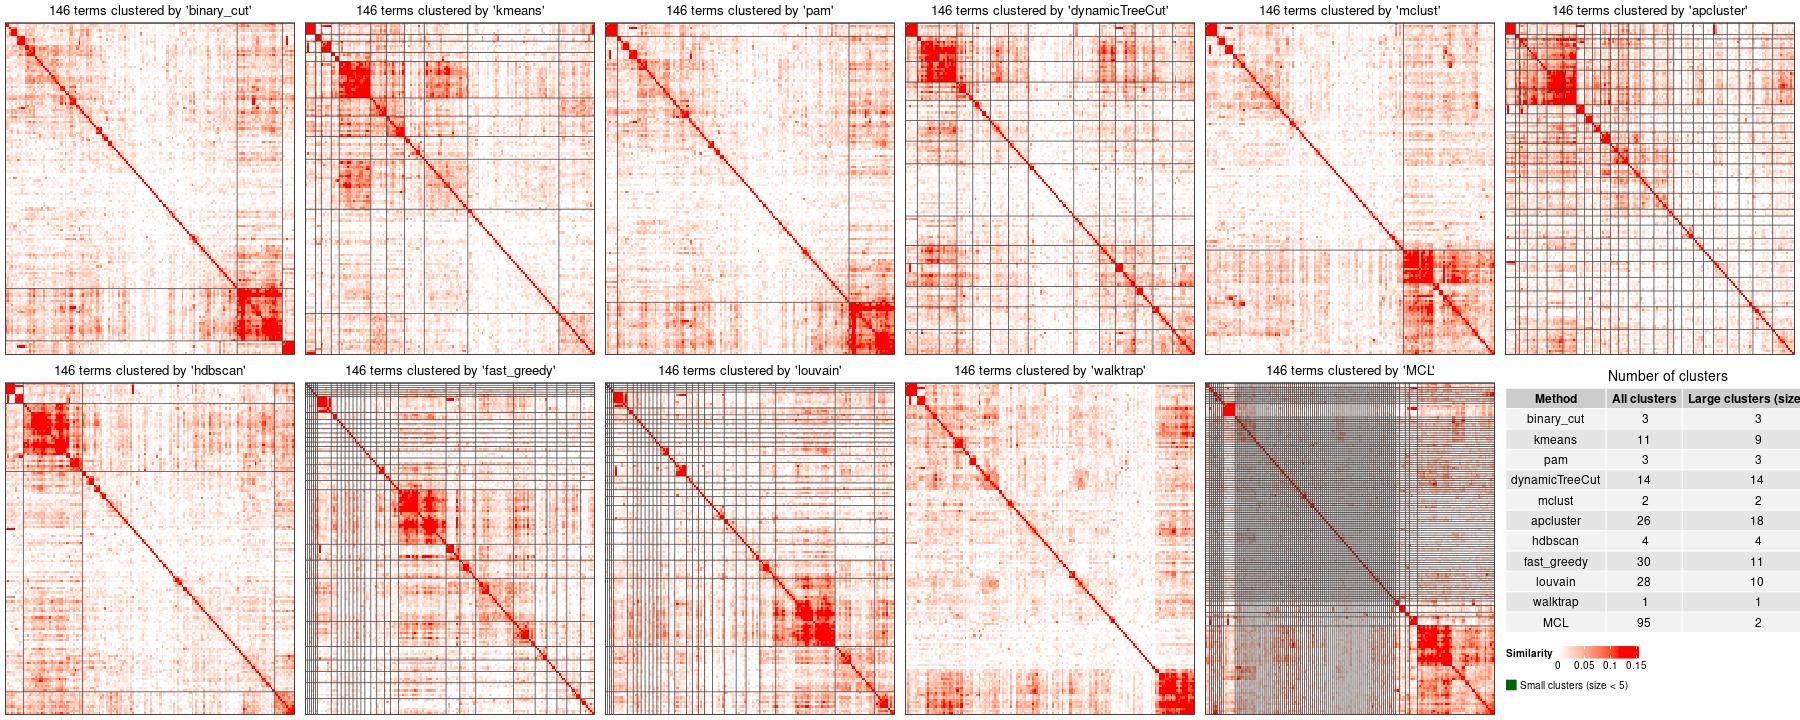 146 terms clustered by 'binary_cut'
146 terms clustered by 'kmeans'
146 terms clustered by 'pam'
146 terms clustered by 'dynamicTreeCut'
146 terms clustered by 'mclust'
146 terms clustered by 'apcluster'
146 terms clustered by 'hdbscan'
146 terms clustered by 'fast_greedy'
146 terms clustered by 'louvain'
146 terms clustered by 'walktrap'
146 terms clustered by 'MCL'
Number of clusters
Method All clusters Large clusters (size
binary_cut 3 3
kmeans 11 9
pam 3 3
dynamicTreeCut 14 14
mclust 2 2
apcluster 26 18
hdbscan 4 4
fast_greedy 30 11
louvain 28 10
walktrap 1 1
MCL 95 2
Similarity
0 0.05 0.1 0.15
Small clusters (size < 5)